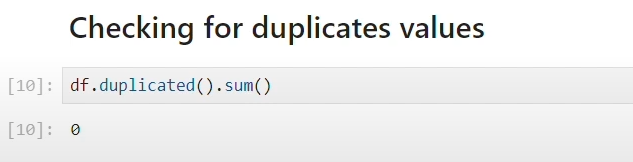 Checking for duplicates values
[10]: df.duplicated().sum()
[10]: 0